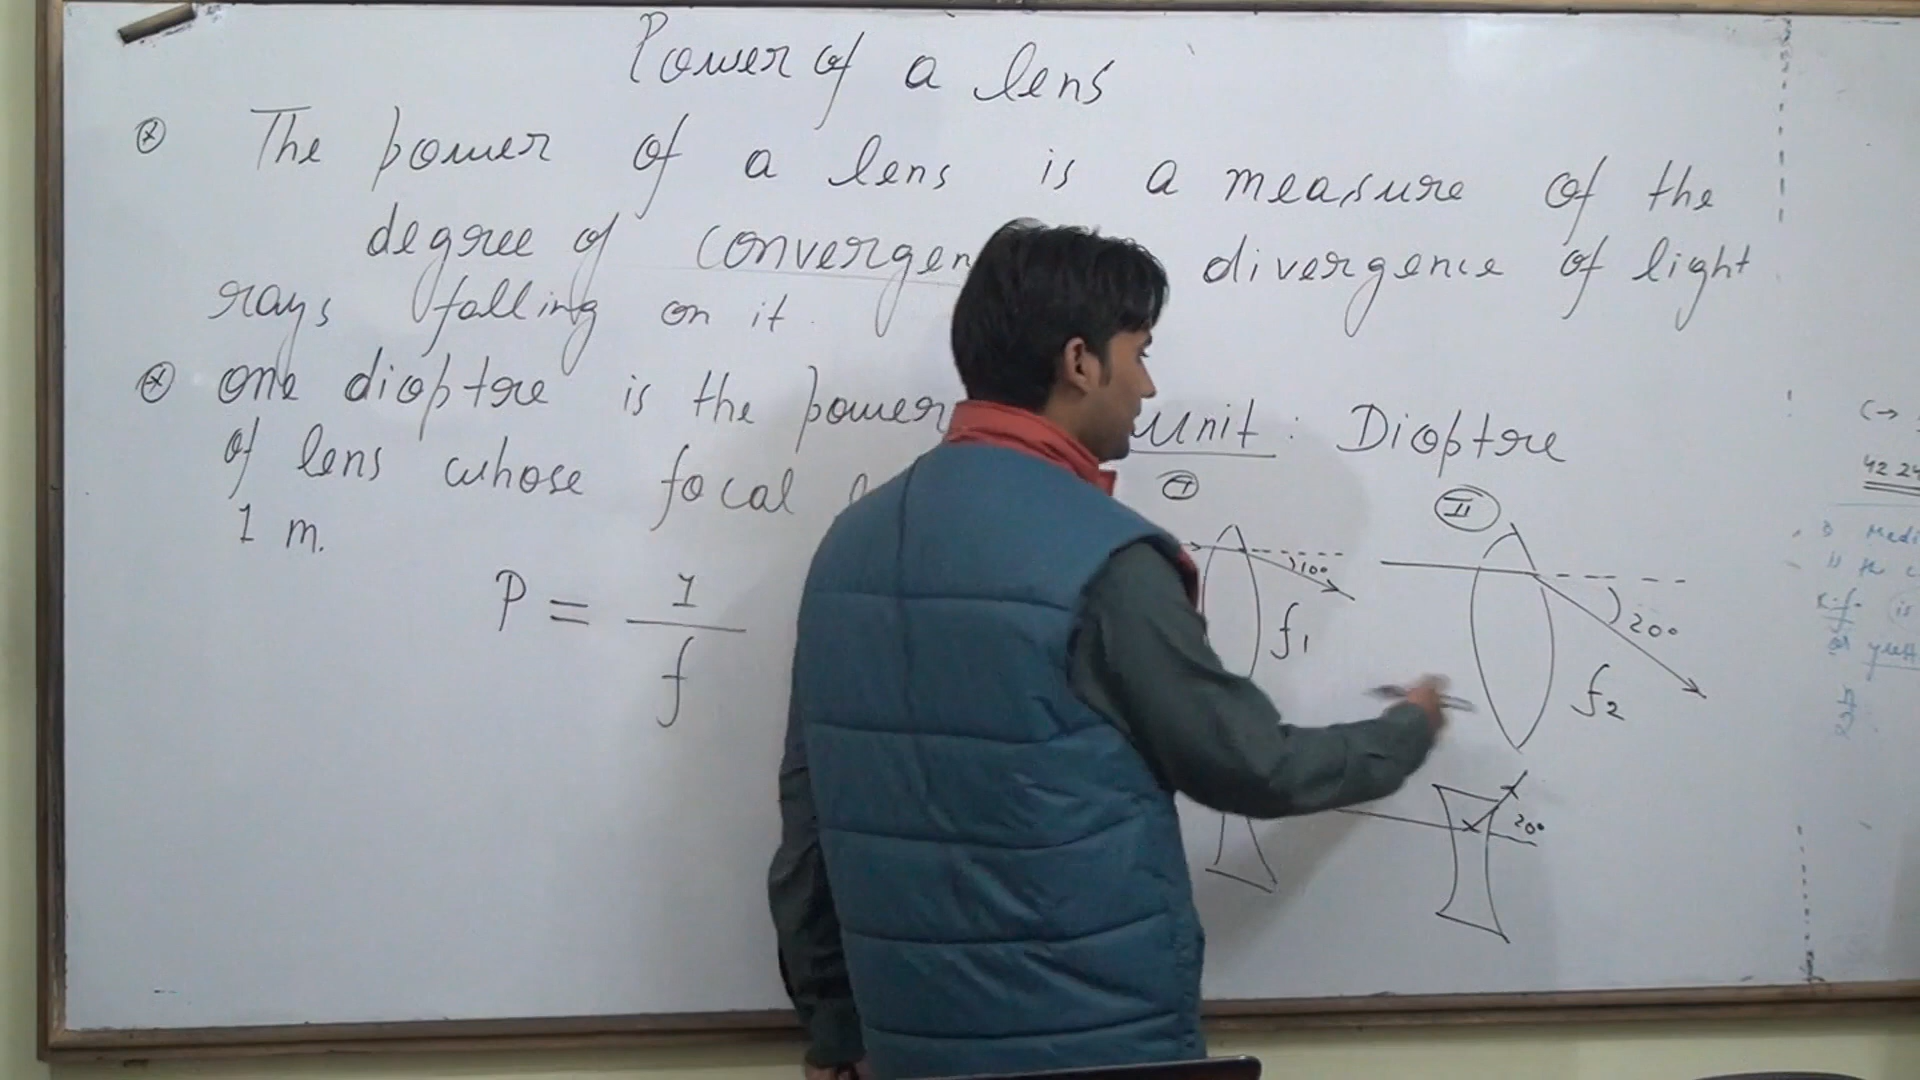 Power of a lens
The power of a lens is a measure of the
degree of convergen divergence of light
rays falling on it.
one dioptre is the power
of lens whose focal
1 m.
Unit : Dioptre
P = 1/f
I
10°
f1
II
20°
f2
20°
42 24